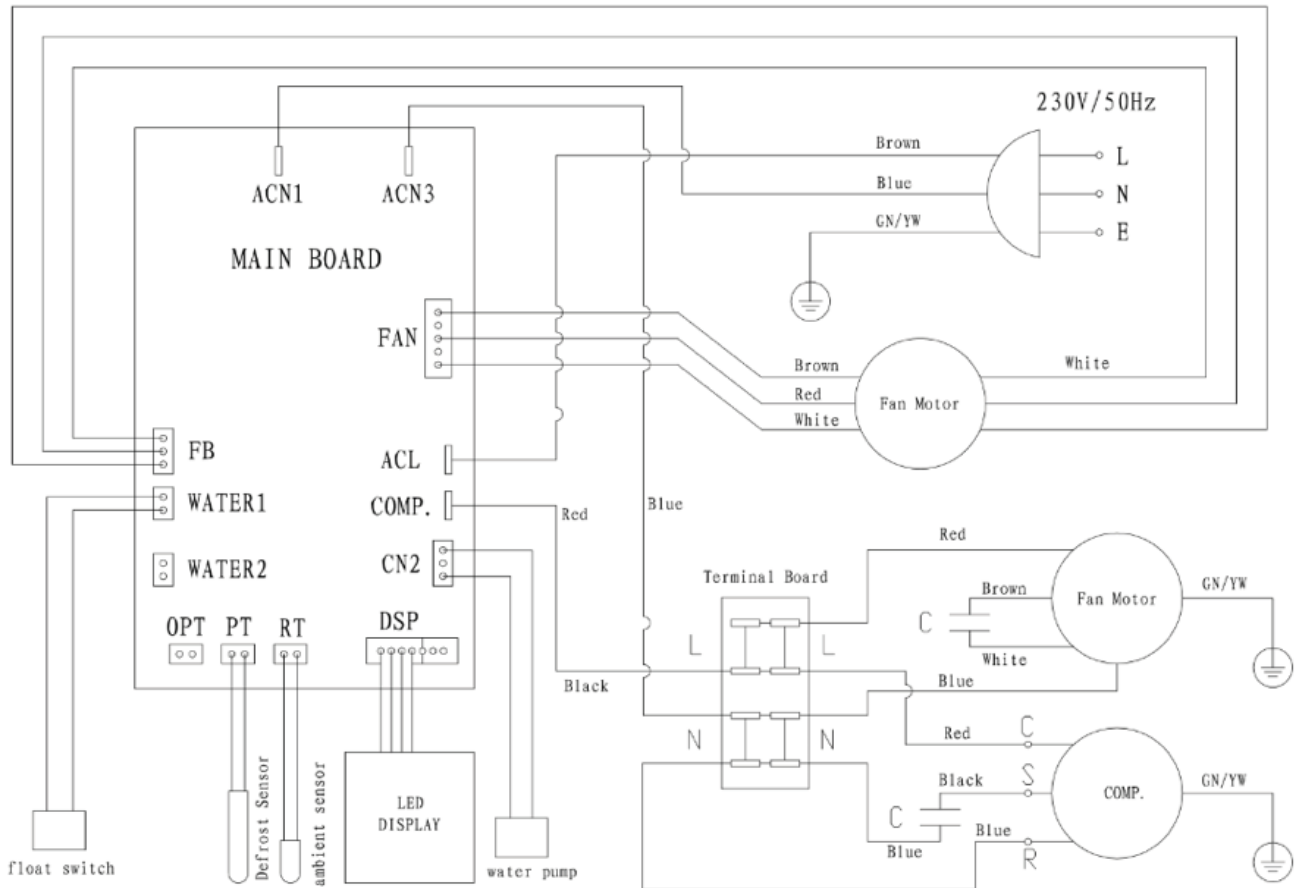 230V/50Hz
Brown
L
Blue
N
GN/YW
E
ACN1
ACN3
MAIN BOARD
FAN
Brown
Red
White
Fan Motor
White
FB
ACL
WATER1
COMP.
Red
Blue
WATER2
CN2
OPT
PT
RT
DSP
Terminal Board
L
L
N
N
Black
Red
Brown
C
White
Blue
Fan Motor
GN/YW
Red
C
Black
S
C
Blue
Blue
R
COMP.
GN/YW
float switch
Defrost Sensor
ambient sensor
LED
DISPLAY
water pump